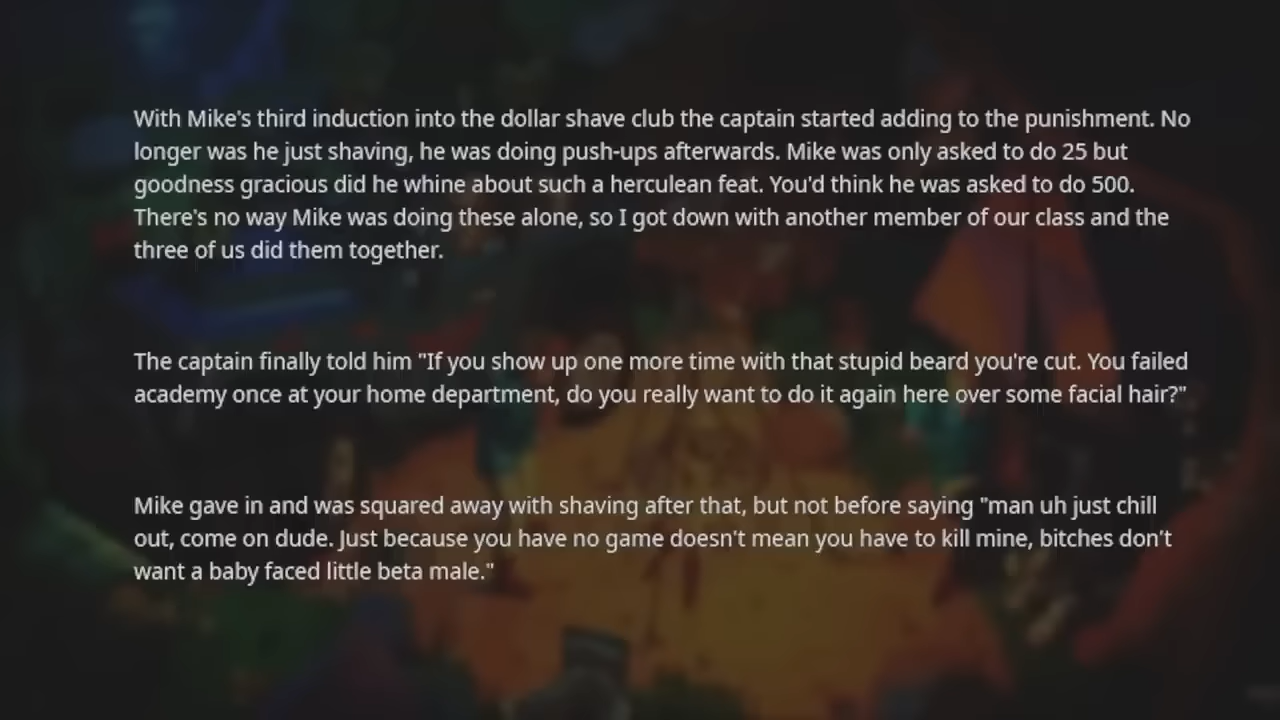 With Mike's third induction into the dollar shave club the captain started adding to the punishment. No
longer was he just shaving, he was doing push-ups afterwards. Mike was only asked to do 25 but
goodness gracious did he whine about such a herculean feat. You'd think he was asked to do 500.
There's no way Mike was doing these alone, so I got down with another member of our class and the
three of us did them together.
The captain finally told him "If you show up one more time with that stupid beard you're cut. You failed
academy once at your home department, do you really want to do it again here over some facial hair?"
Mike gave in and was squared away with shaving after that, but not before saying "man uh just chill
out, come on dude. Just because you have no game doesn't mean you have to kill mine, bitches don't
want a baby faced little beta male."